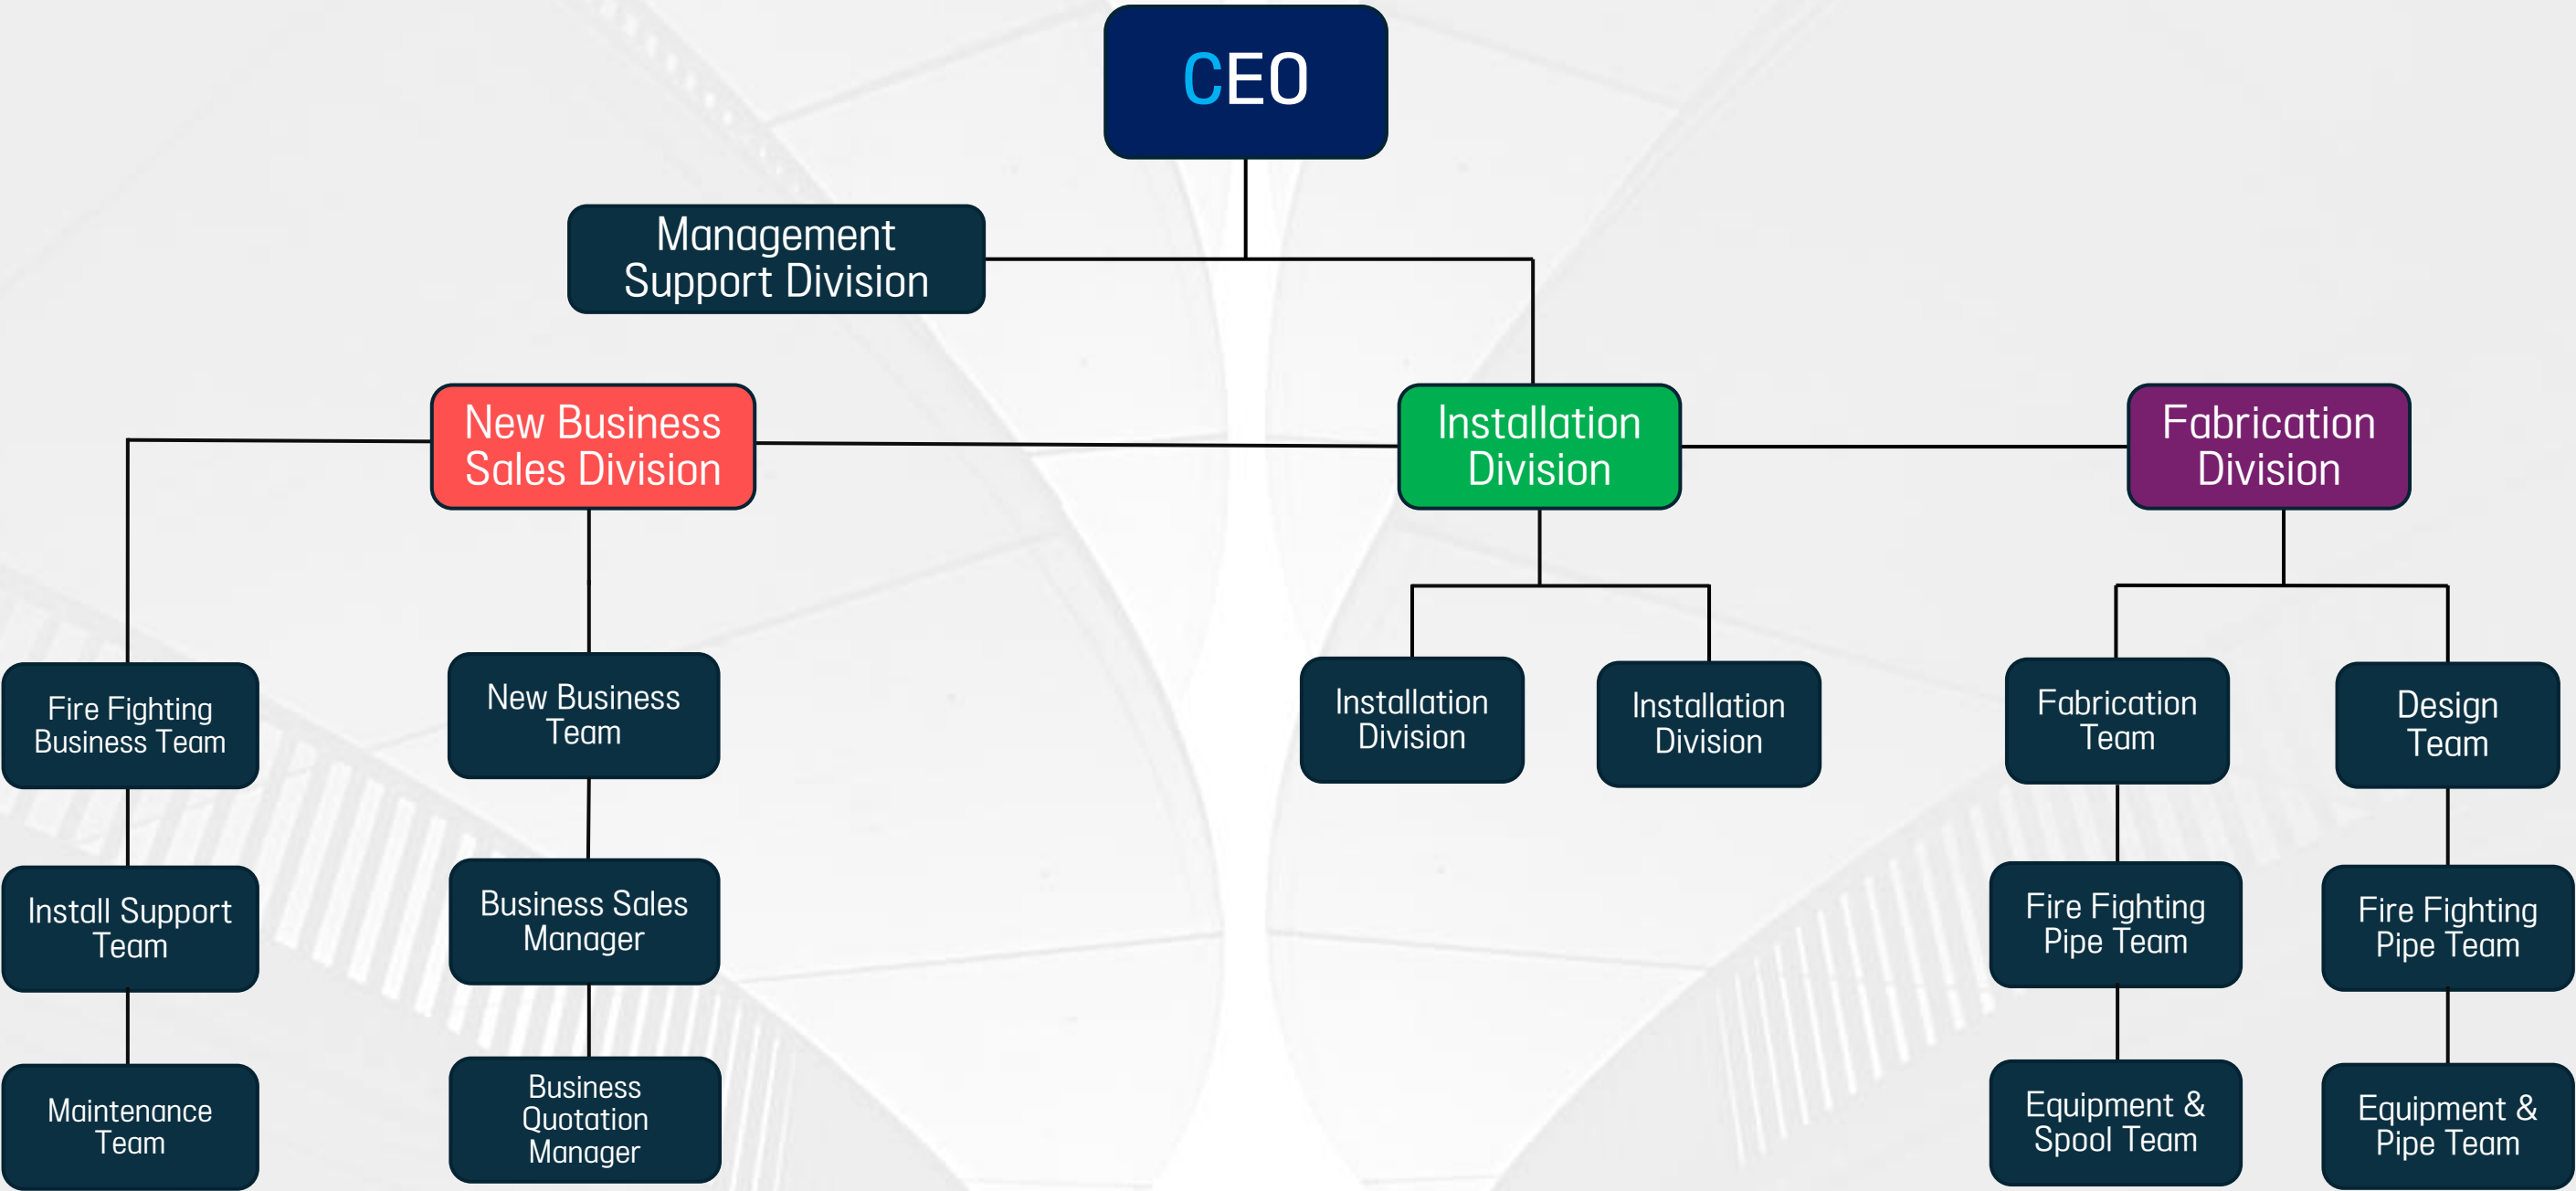 CEO
Management
Support Division
New Business
Sales Division
Installation
Division
Fabrication
Division
Fire Fighting
Business Team
New Business
Team
Installation
Division
Installation
Division
Fabrication
Team
Design
Team
Install Support
Team
Business Sales
Manager
Fire Fighting
Pipe Team
Fire Fighting
Pipe Team
Maintenance
Team
Business
Quotation
Manager
Equipment &
Spool Team
Equipment &
Pipe Team